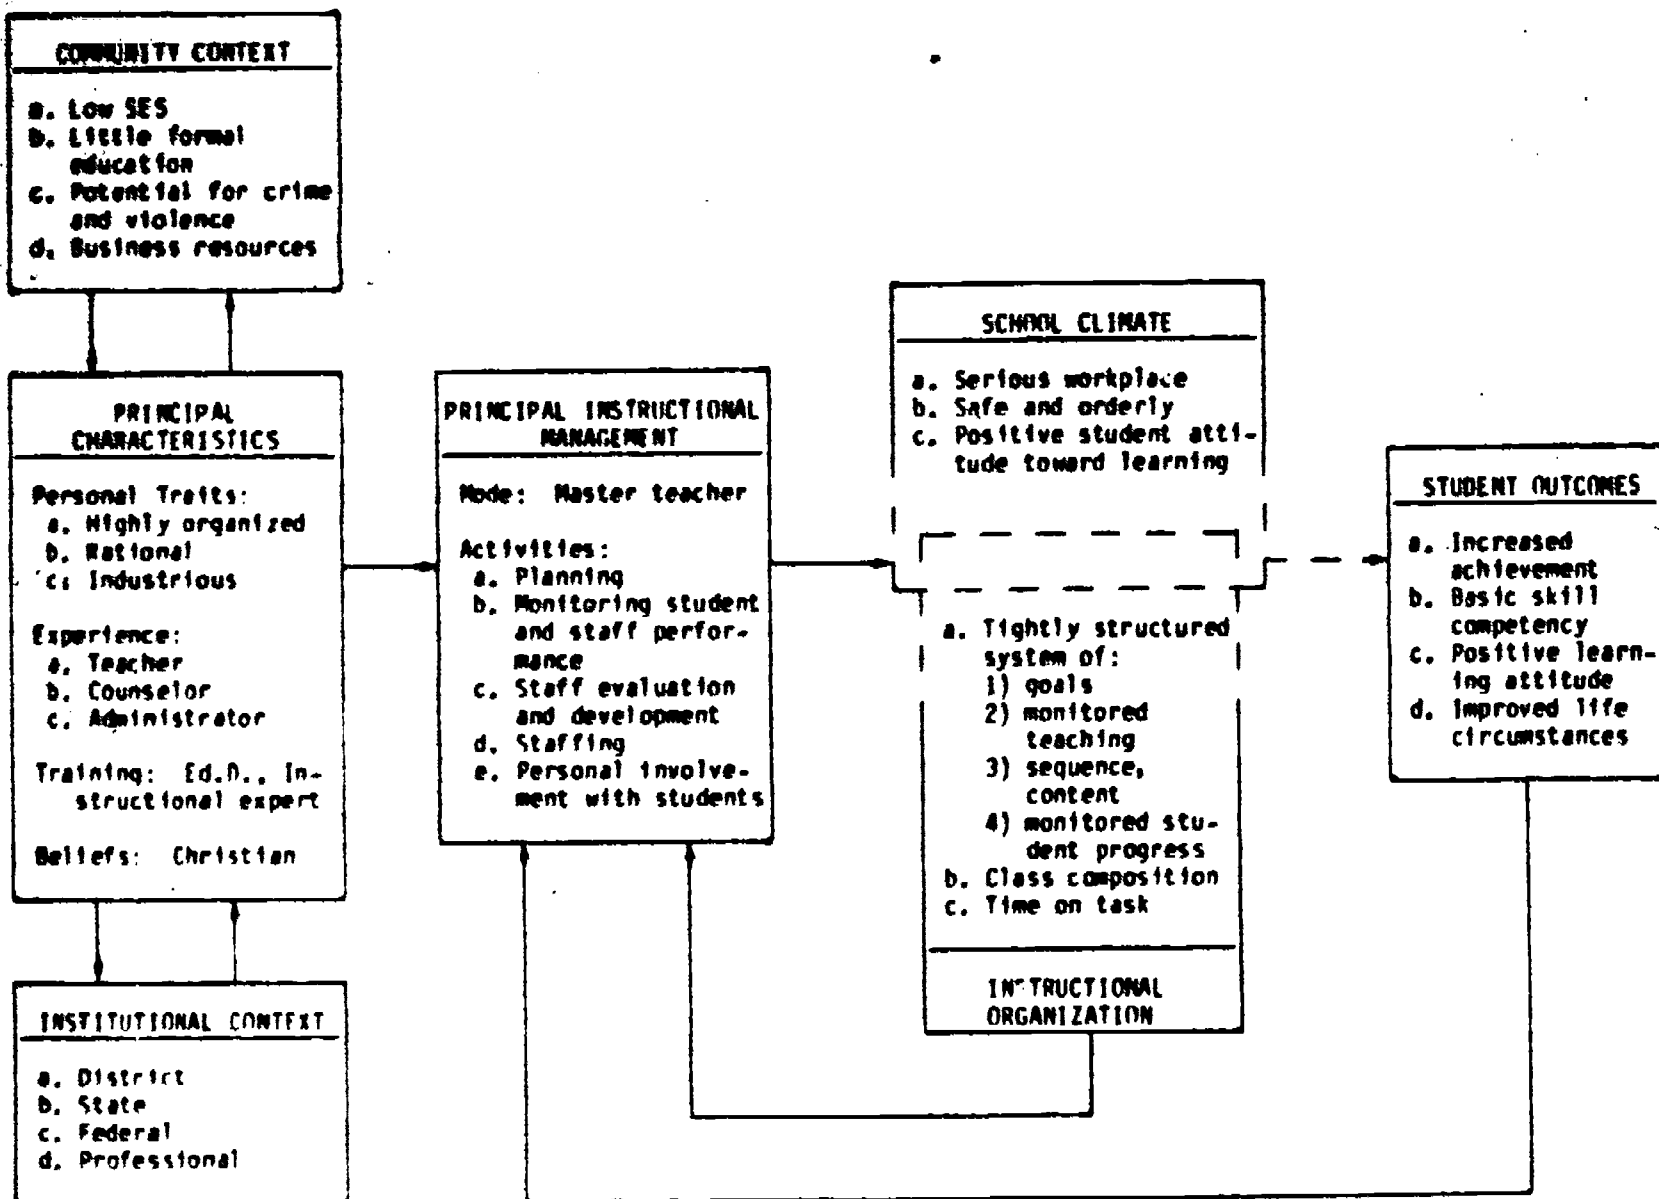 COMMUNITY CONTEXT
a. Low SES
b. Little formal
education
c. Potential for crime
and violence
d. Business resources
PRINCIPAL
CHARACTERISTICS
Personal Traits:
a. Highly organized
b. Rational
c. Industrious
Experience:
a. Teacher
b. Counselor
c. Administrator
Training: Ed.D., In-
structional expert
Beliefs: Christian
INSTITUTIONAL CONTEXT
a. District
b. State
c. Federal
d. Professional
PRINCIPAL INSTRUCTIONAL
MANAGEMENT
Mode: Master teacher
Activities:
a. Planning
b. Monitoring student
and staff perfor-
mance
c. Staff evaluation
and development
d. Staffing
e. Personal involve-
ment with students
SCHOOL CLIMATE
a. Serious workplace
b. Safe and orderly
c. Positive student atti-
tude toward learning
a. Tightly structured
system of:
1) goals
2) monitored
teaching
3) sequence,
content
4) monitored stu-
dent progress
b. Class composition
c. Time on task
INSTRUCTIONAL
ORGANIZATION
STUDENT OUTCOMES
a. Increased
achievement
b. Basic skill
competency
c. Positive learn-
ing attitude
d. Improved life
circumstances